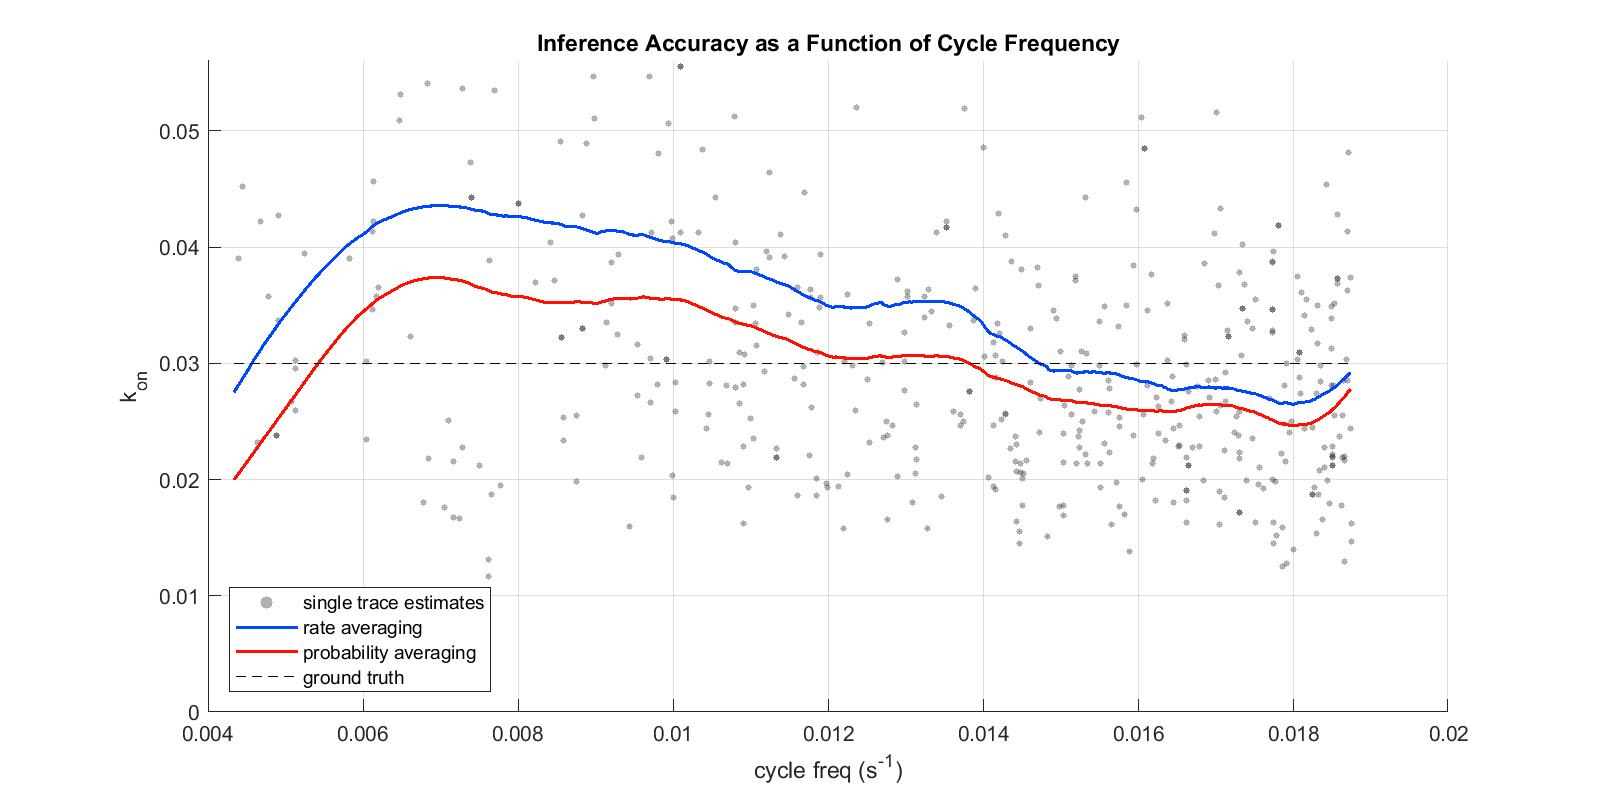 Inference Accuracy as a Function of Cycle Frequency
0.05
0.04
0.03
0.02
0.01
0
k_on
single trace estimates
rate averaging
probability averaging
ground truth
0.004 0.006 0.008 0.01 0.012 0.014 0.016 0.018 0.02
cycle freq (s^-1)